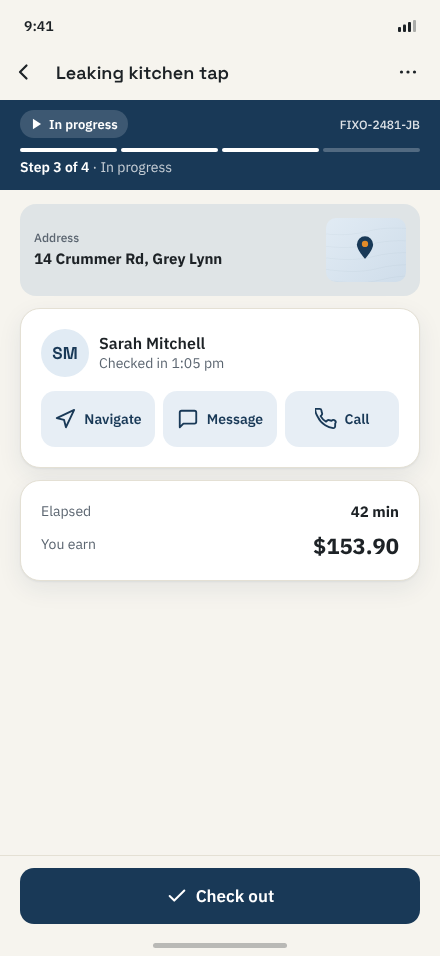 9:41
Leaking kitchen tap
In progress
FIXO-2481-JB
Step 3 of 4 · In progress
Address
14 Crummer Rd, Grey Lynn
SM
Sarah Mitchell
Checked in 1:05 pm
Navigate
Message
Call
Elapsed
42 min
You earn
$153.90
Check out